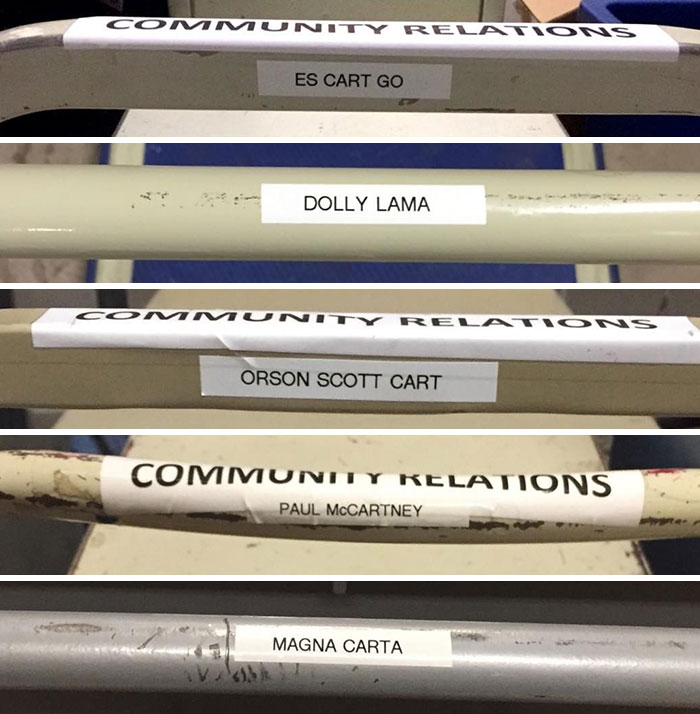 COMMUNITY RELATIONS
ES CART GO
DOLLY LAMA
COMMUNITY RELATIONS
ORSON SCOTT CART
COMMUNITY RELATIONS
PAUL McCARTNEY
MAGNA CARTA